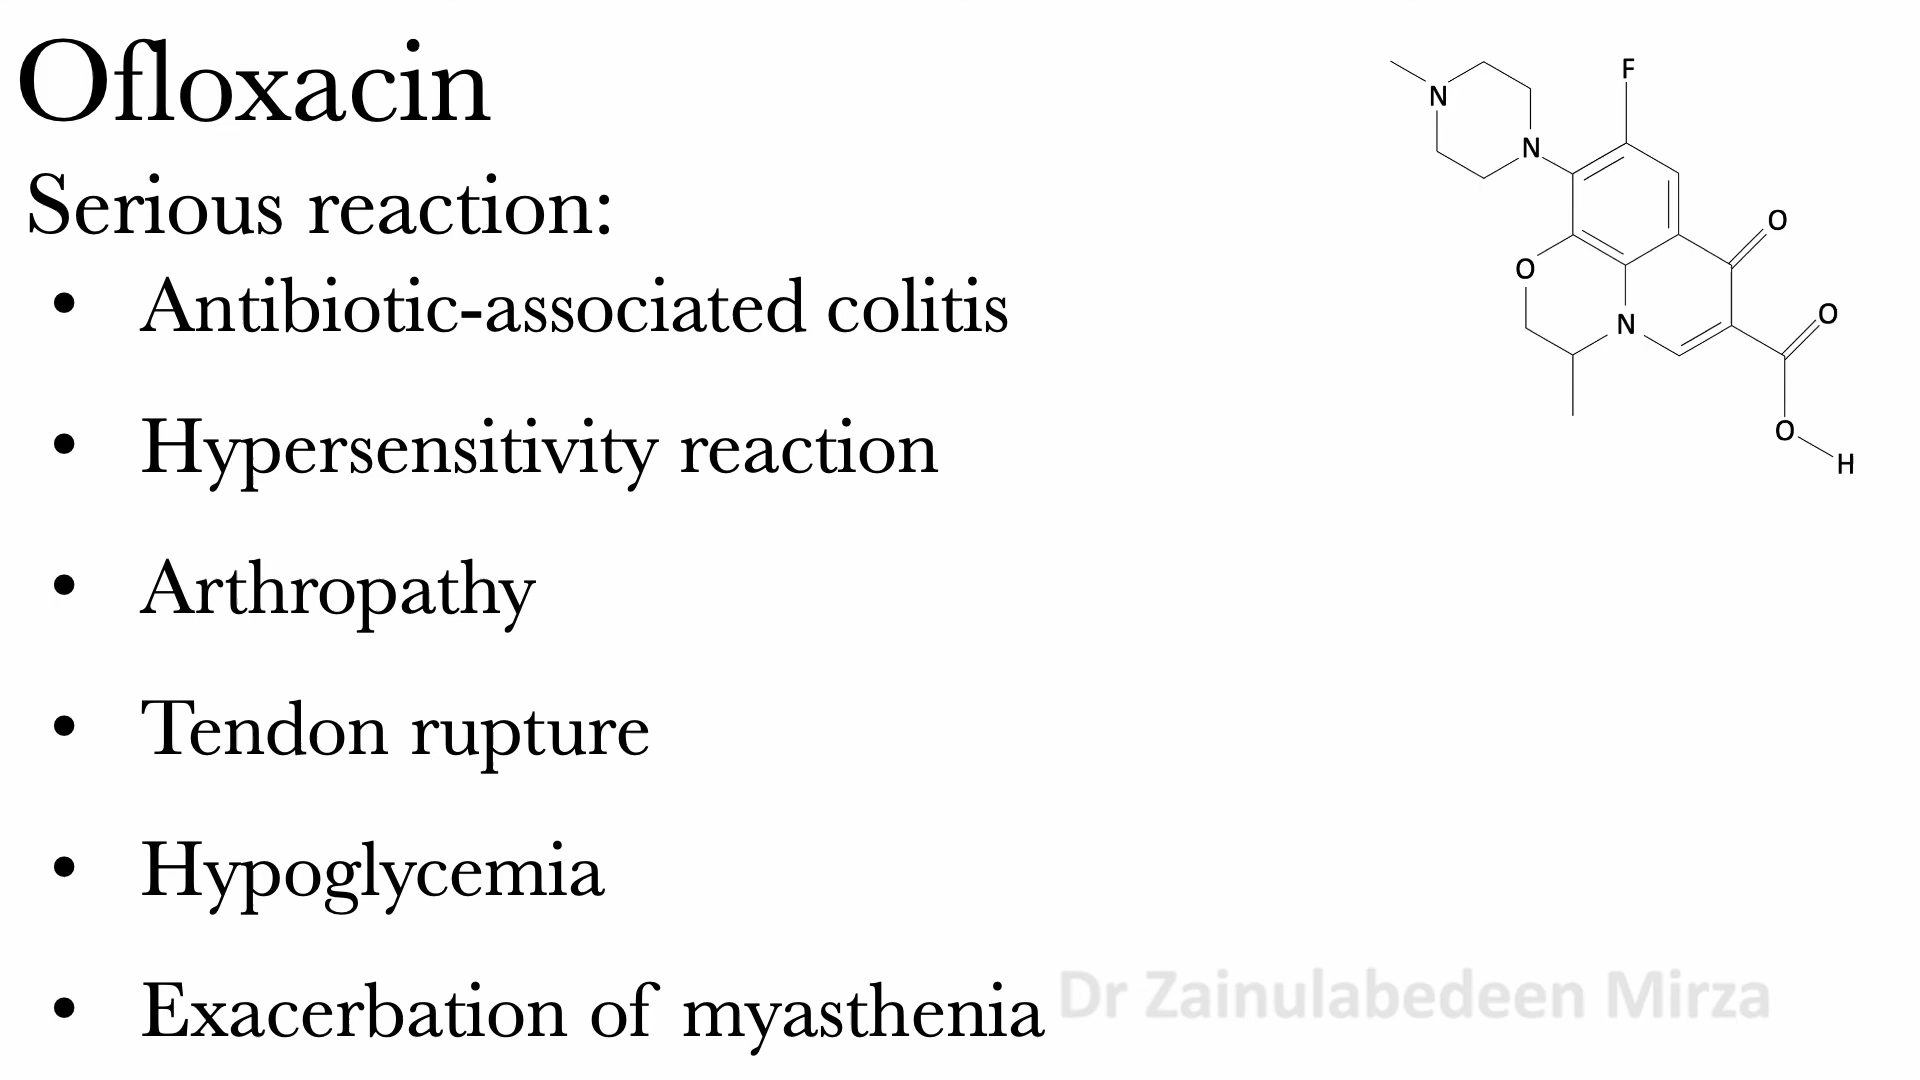 Ofloxacin
Serious reaction:
• Antibiotic-associated colitis
• Hypersensitivity reaction
• Arthropathy
• Tendon rupture
• Hypoglycemia
• Exacerbation of myasthenia
Dr Zainulabedeen Mirza
F
N
N
O
O
N
O
O
H